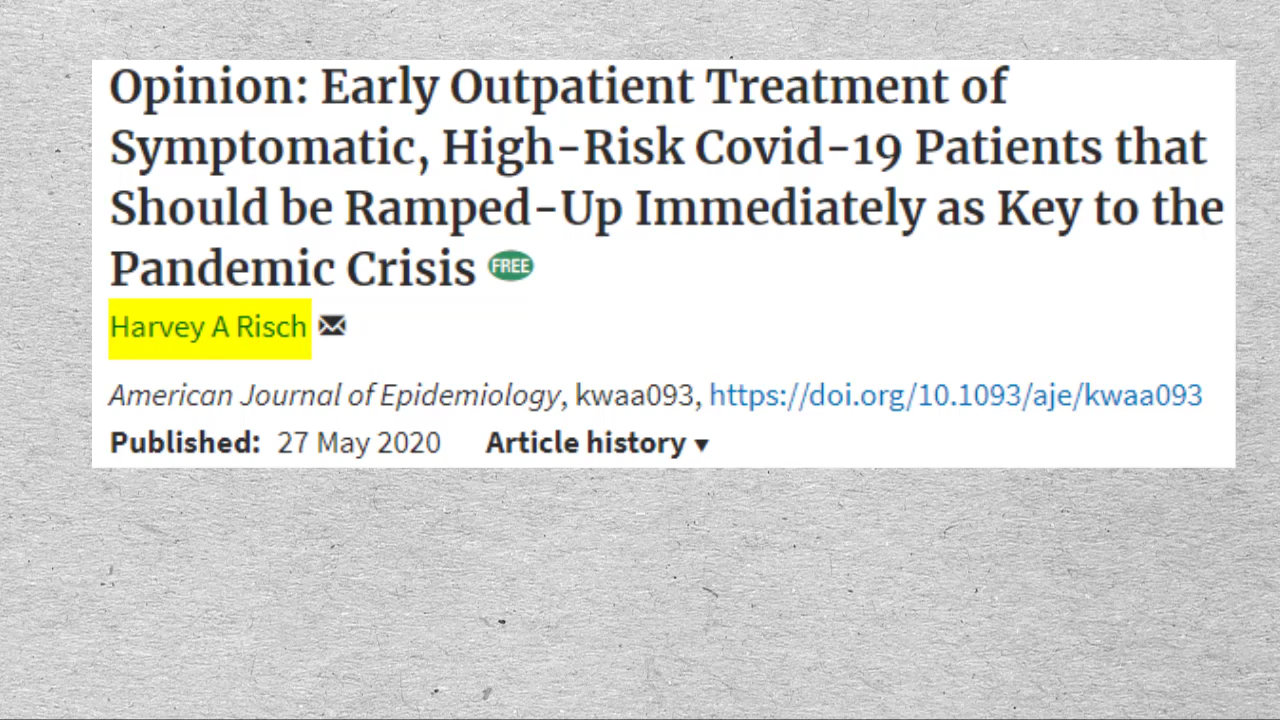 Opinion: Early Outpatient Treatment of
Symptomatic, High-Risk Covid-19 Patients that
Should be Ramped-Up Immediately as Key to the
Pandemic Crisis FREE
Harvey A Risch
American Journal of Epidemiology, kwaa093, https://doi.org/10.1093/aje/kwaa093
Published: 27 May 2020 Article history ▾